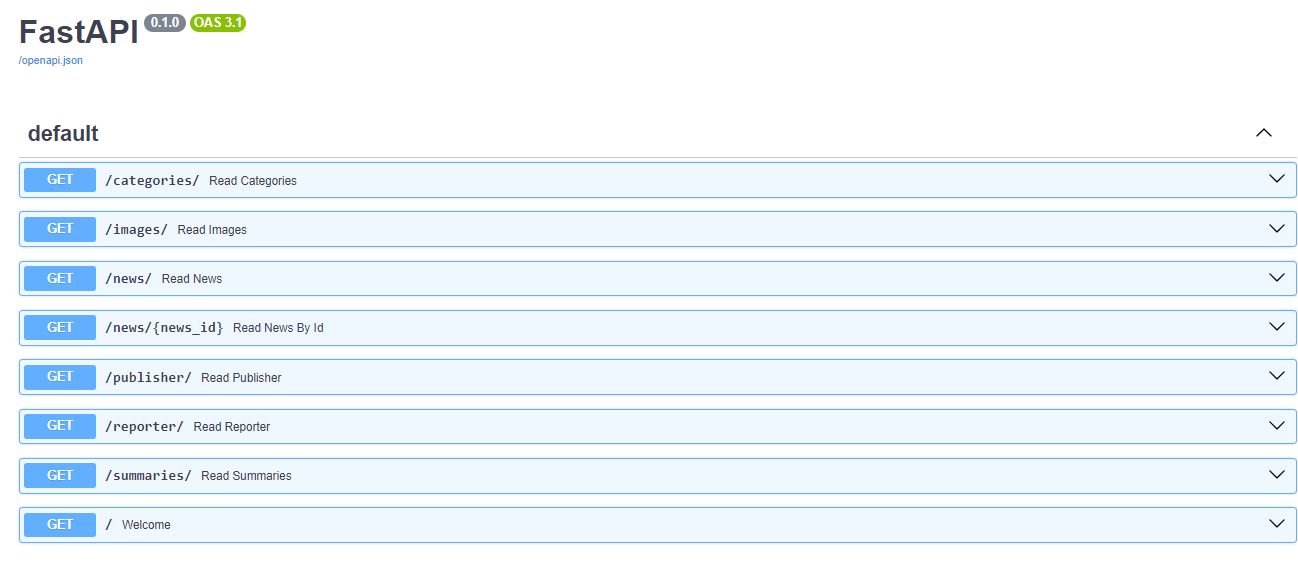 FastAPI 0.1.0 OAS 3.1
/openapi.json
default
GET /categories/ Read Categories
GET /images/ Read Images
GET /news/ Read News
GET /news/{news_id} Read News By Id
GET /publisher/ Read Publisher
GET /reporter/ Read Reporter
GET /summaries/ Read Summaries
GET / Welcome